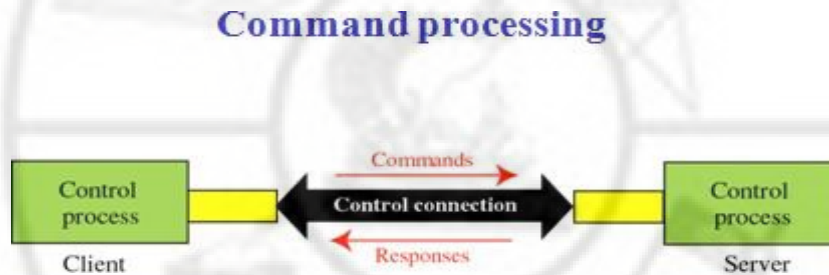 Command processing
Commands
Control process
Control connection
Control process
Responses
Client
Server